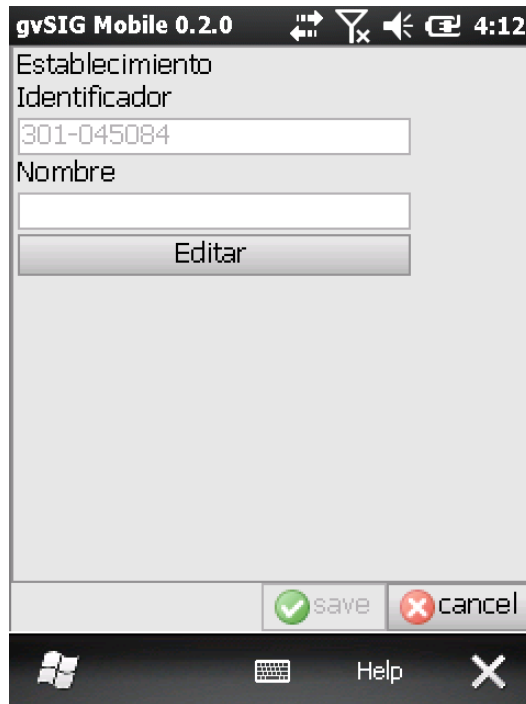 gvSIG Mobile 0.2.0 4:12
Establecimiento
Identificador
301-045084
Nombre
Editar
save cancel
Help